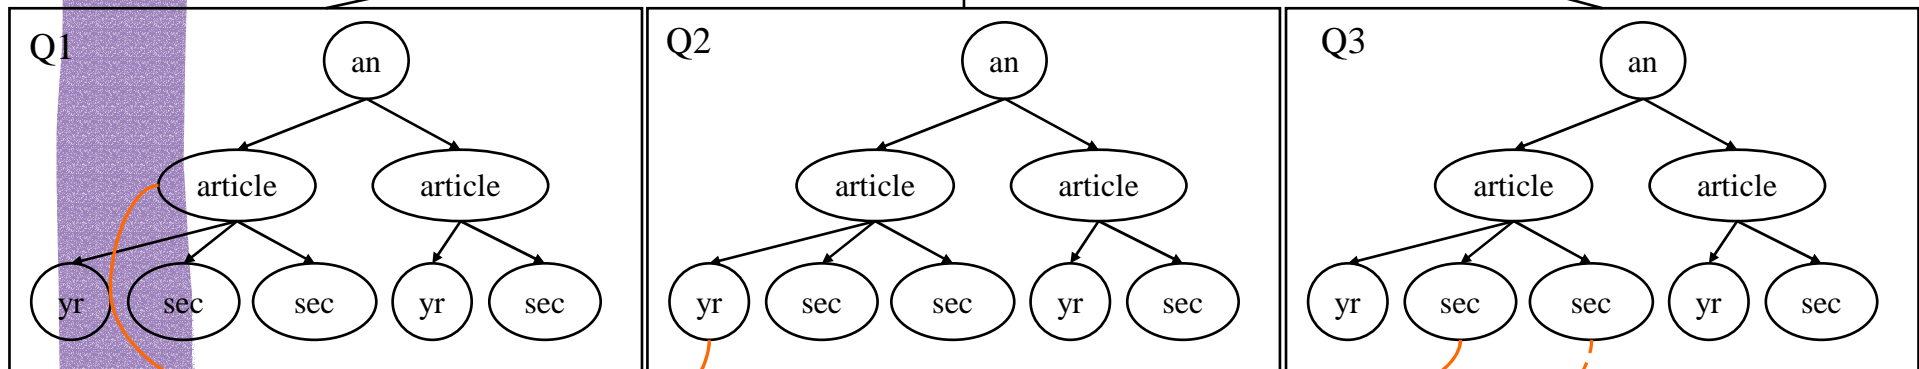 Q1 Q2 Q3
an an an
article article article article article article
yr sec sec yr sec yr sec sec yr sec yr sec sec yr sec